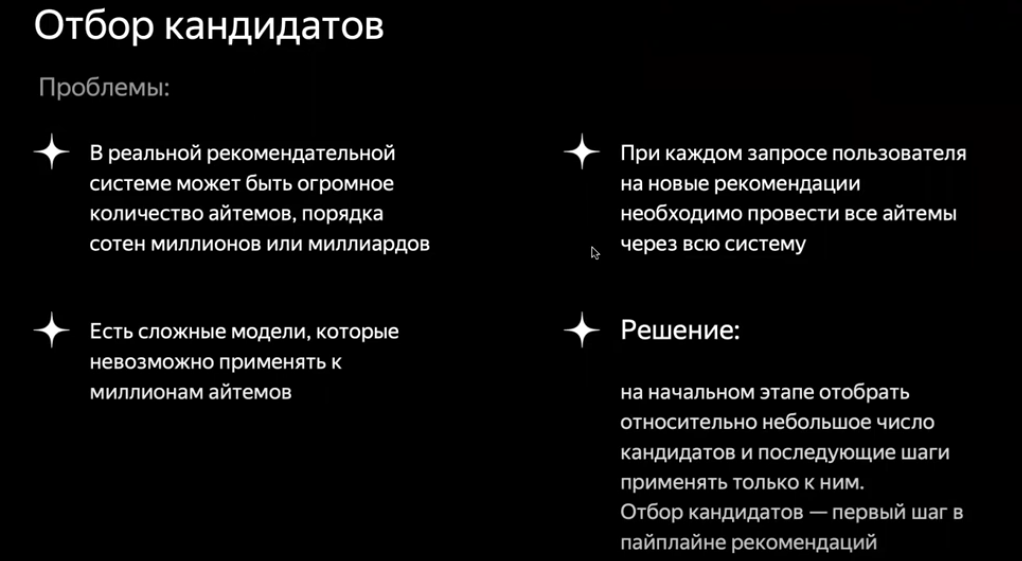 Отбор кандидатов
Проблемы:
В реальной рекомендательной
системе может быть огромное
количество айтемов, порядка
сотен миллионов или миллиардов
При каждом запросе пользователя
на новые рекомендации
необходимо провести все айтемы
через всю систему
Есть сложные модели, которые
невозможно применять к
миллионам айтемов
Решение:
на начальном этапе отобрать
относительно небольшое число
кандидатов и последующие шаги
применять только к ним.
Отбор кандидатов — первый шаг в
пайплайне рекомендаций